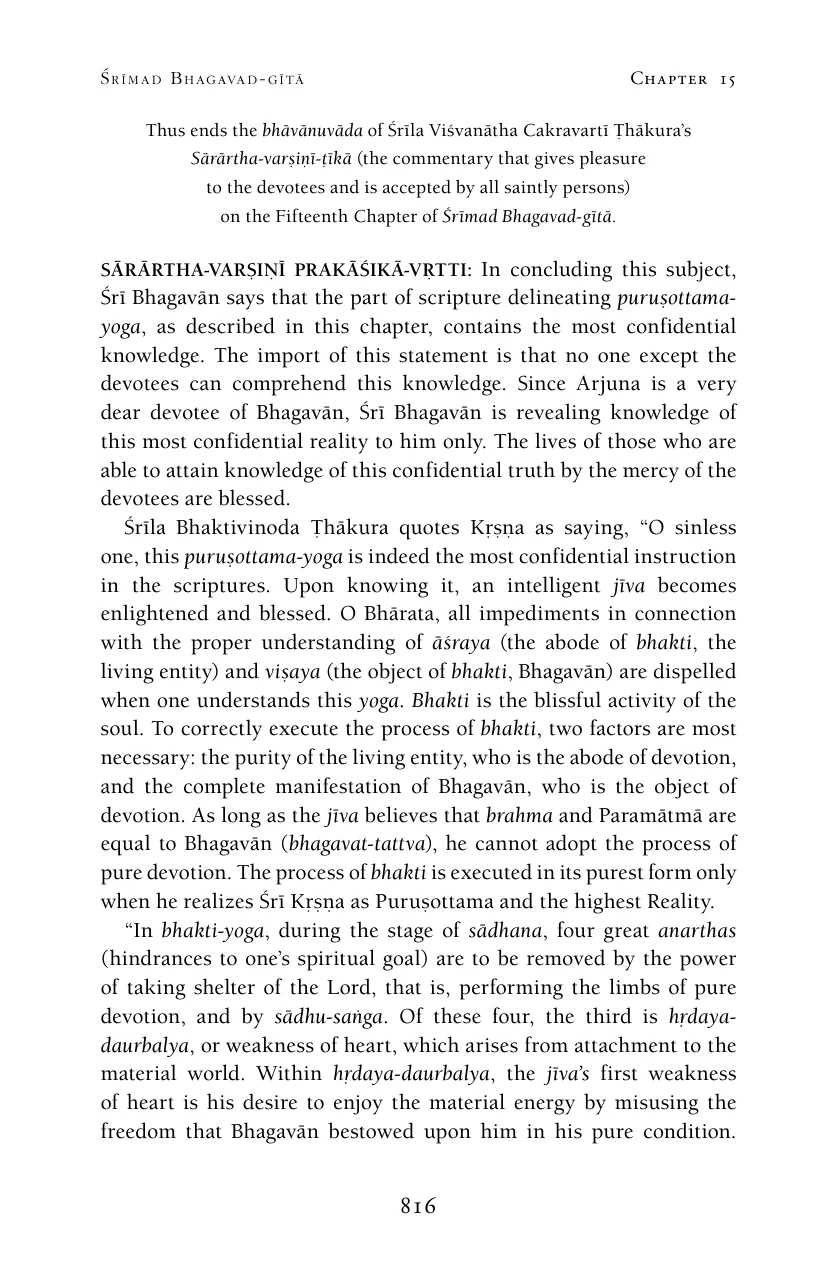 Śrīmad Bhagavad-gītā Chapter 15
Thus ends the bhāvānuvāda of Śrīla Viśvanātha Cakravartī Ṭhākura’s
Sārārtha-varṣiṇī-ṭīkā (the commentary that gives pleasure
to the devotees and is accepted by all saintly persons)
on the Fifteenth Chapter of Śrīmad Bhagavad-gītā.
SĀRĀRTHA-VARṢIṆĪ PRAKĀŚIKĀ-VṚTTI: In concluding this subject,
Śrī Bhagavān says that the part of scripture delineating puruṣottama-
yoga, as described in this chapter, contains the most confidential
knowledge. The import of this statement is that no one except the
devotees can comprehend this knowledge. Since Arjuna is a very
dear devotee of Bhagavān, Śrī Bhagavān is revealing knowledge of
this most confidential reality to him only. The lives of those who are
able to attain knowledge of this confidential truth by the mercy of the
devotees are blessed.
Śrīla Bhaktivinoda Ṭhākura quotes Kṛṣṇa as saying, “O sinless
one, this puruṣottama-yoga is indeed the most confidential instruction
in the scriptures. Upon knowing it, an intelligent jīva becomes
enlightened and blessed. O Bhārata, all impediments in connection
with the proper understanding of āśraya (the abode of bhakti, the
living entity) and viṣaya (the object of bhakti, Bhagavān) are dispelled
when one understands this yoga. Bhakti is the blissful activity of the
soul. To correctly execute the process of bhakti, two factors are most
necessary: the purity of the living entity, who is the abode of devotion,
and the complete manifestation of Bhagavān, who is the object of
devotion. As long as the jīva believes that brahma and Paramātmā are
equal to Bhagavān (bhagavat-tattva), he cannot adopt the process of
pure devotion. The process of bhakti is executed in its purest form only
when he realizes Śrī Kṛṣṇa as Puruṣottama and the highest Reality.
“In bhakti-yoga, during the stage of sādhana, four great anarthas
(hindrances to one’s spiritual goal) are to be removed by the power
of taking shelter of the Lord, that is, performing the limbs of pure
devotion, and by sādhu-saṅga. Of these four, the third is hṛdaya-
daurbalya, or weakness of heart, which arises from attachment to the
material world. Within hṛdaya-daurbalya, the jīva’s first weakness
of heart is his desire to enjoy the material energy by misusing the
freedom that Bhagavān bestowed upon him in his pure condition.
816